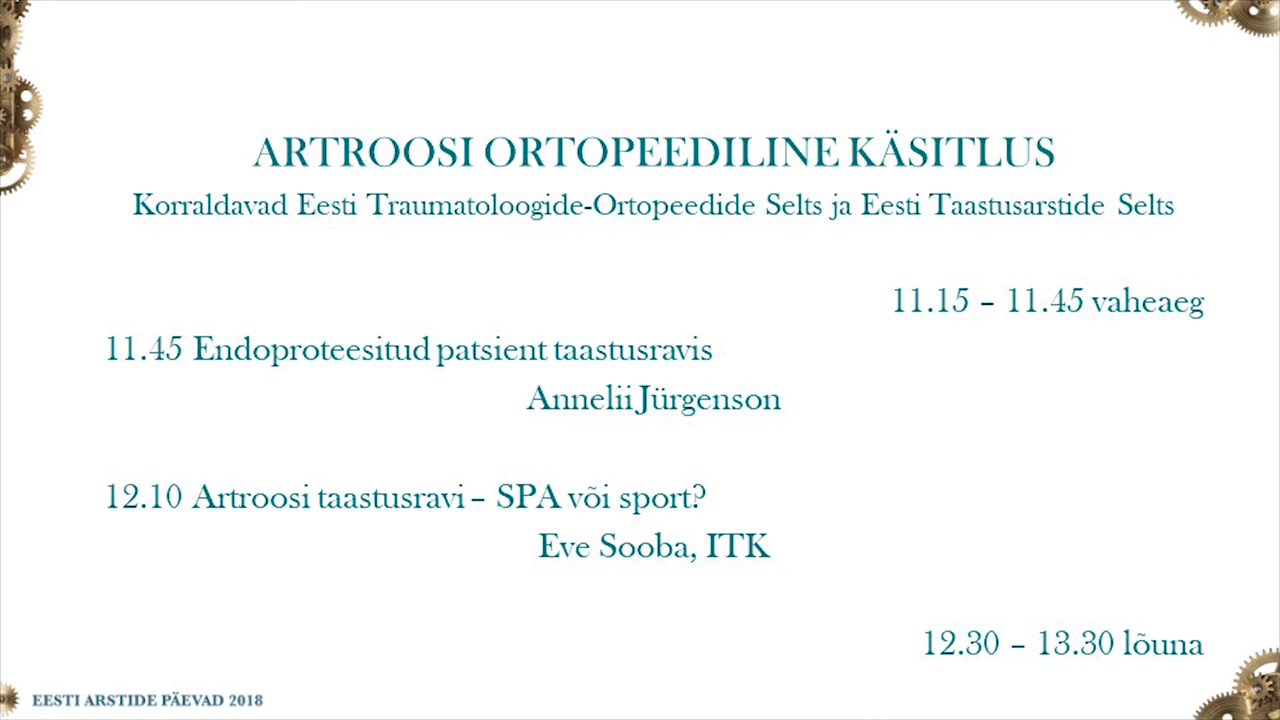 ARTROOSI ORTOPEEDILINE KÄSITLUS
Korraldavad Eesti Traumatoloogide-Ortopeedide Selts ja Eesti Taastusarstide Selts
11.15 – 11.45 vaheaeg
11.45 Endoproteesitud patsient taastusravis
Annelii Jürgenson
12.10 Artroosi taastusravi – SPA või sport?
Eve Sooba, ITK
12.30 – 13.30 lõuna
EESTI ARSTIDE PÄEVAD 2018